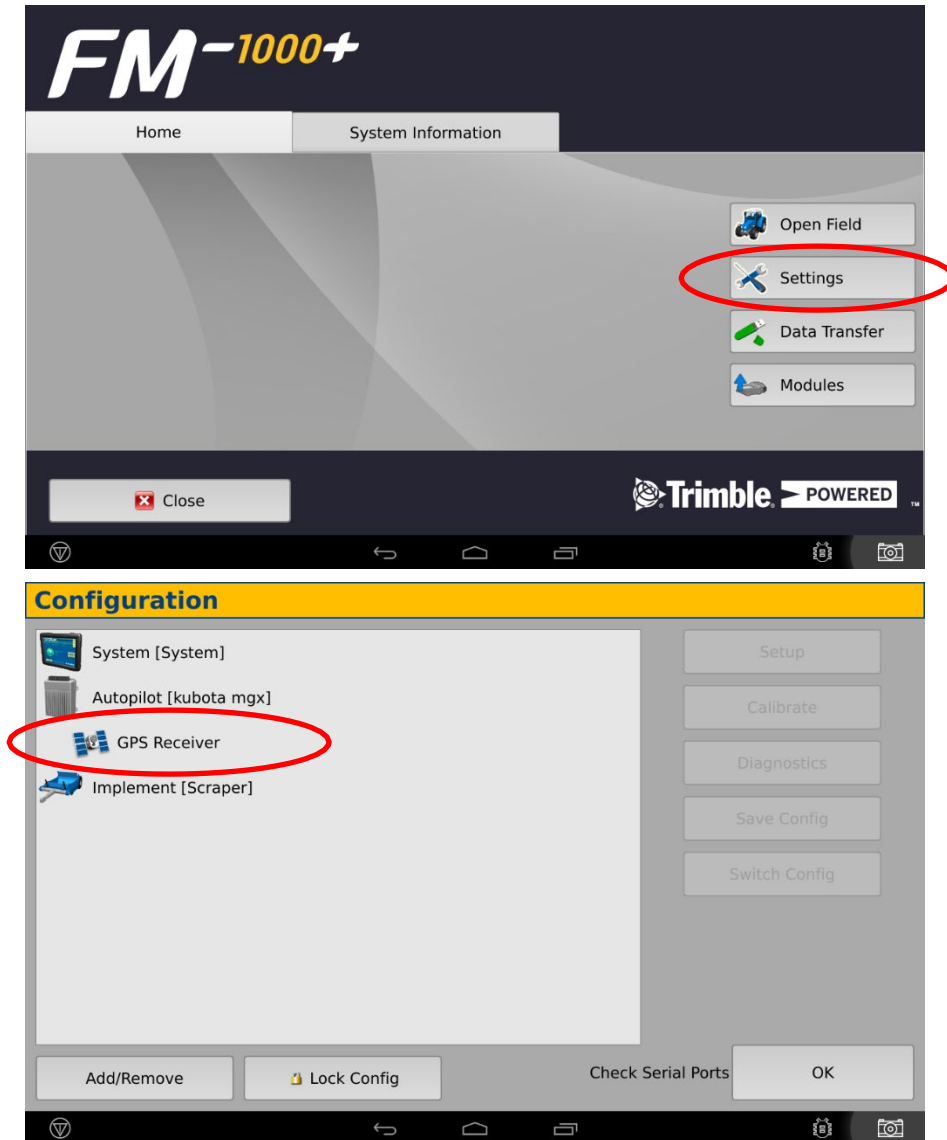 FM-1000+
Home System Information
Open Field
Settings
Data Transfer
Modules
Close Trimble. POWERED ™
Configuration
System [System] Setup
Autopilot [kubota mgx] Calibrate
GPS Receiver Diagnostics
Implement [Scraper] Save Config
Switch Config
Add/Remove Lock Config Check Serial Ports OK